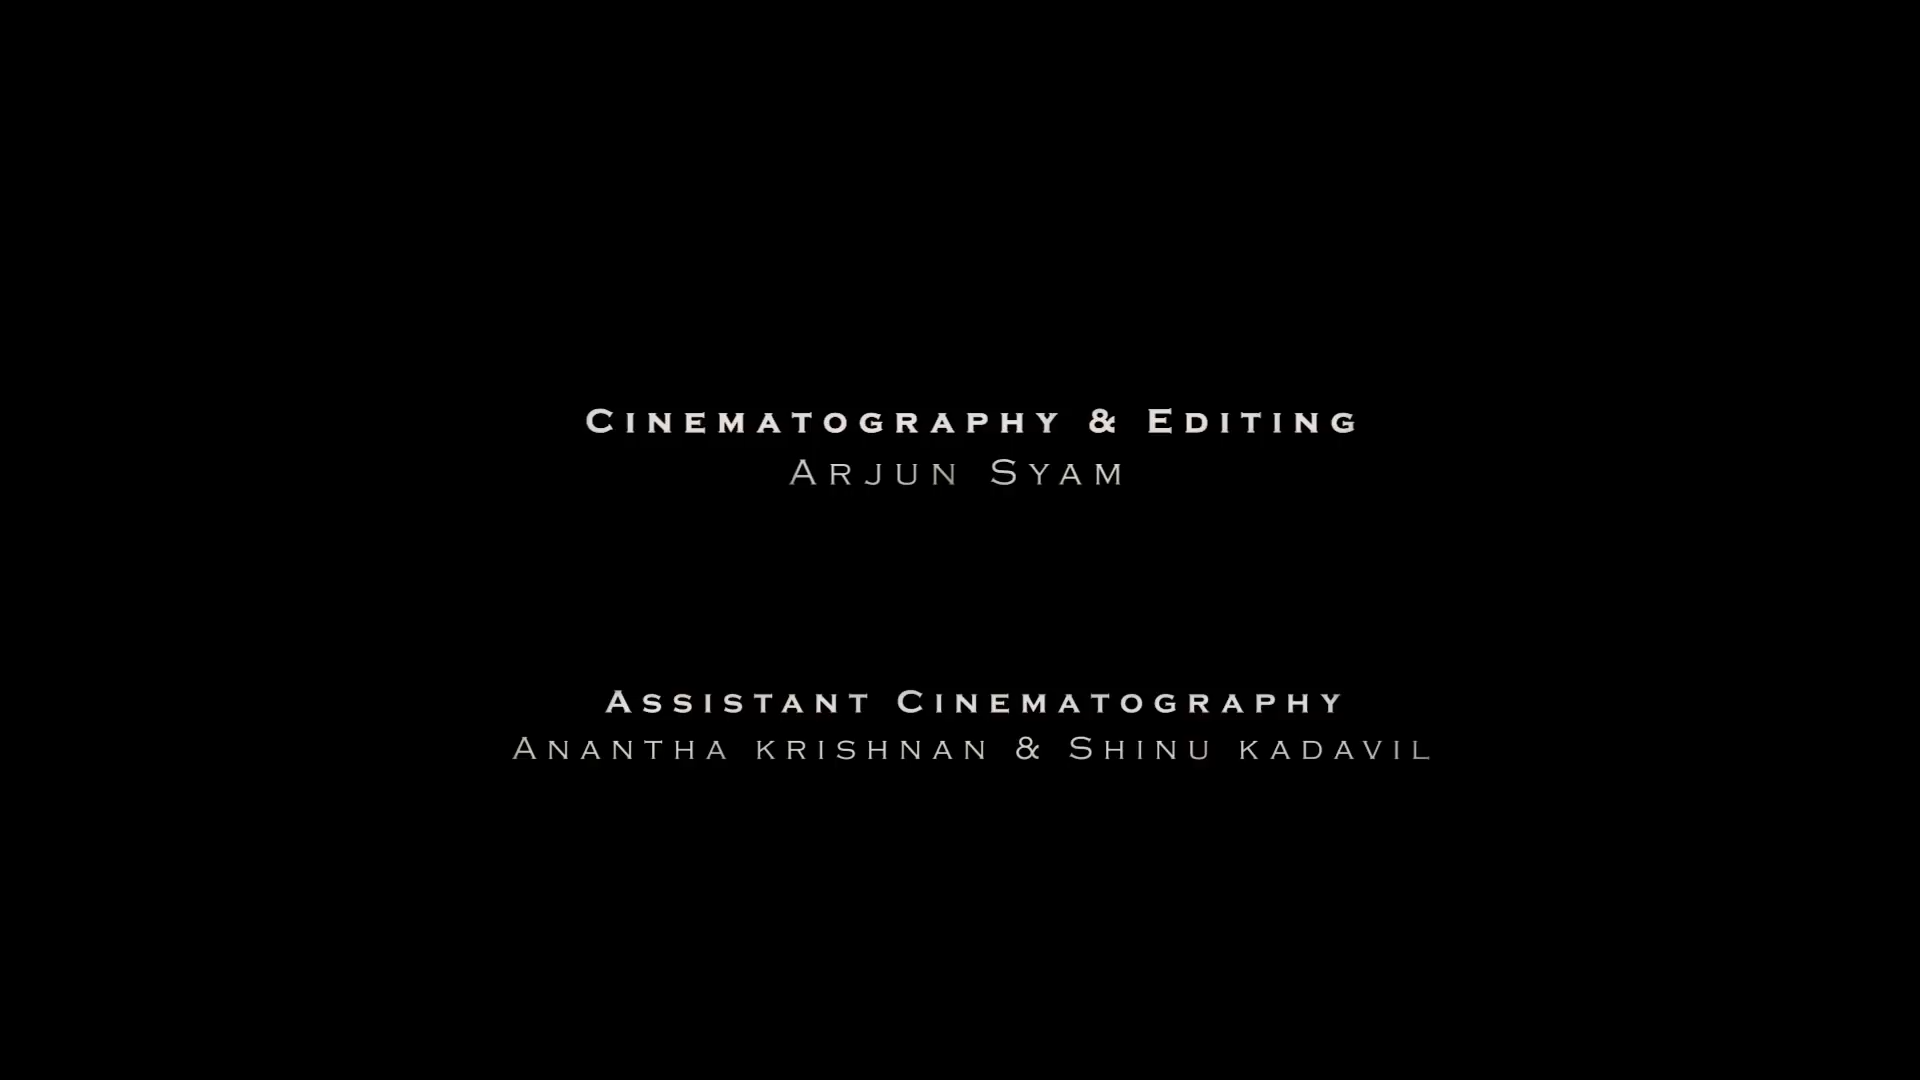 Cinematography & Editing
Arjun Syam
Assistant Cinematography
Anantha krishnan & Shinu kadavil